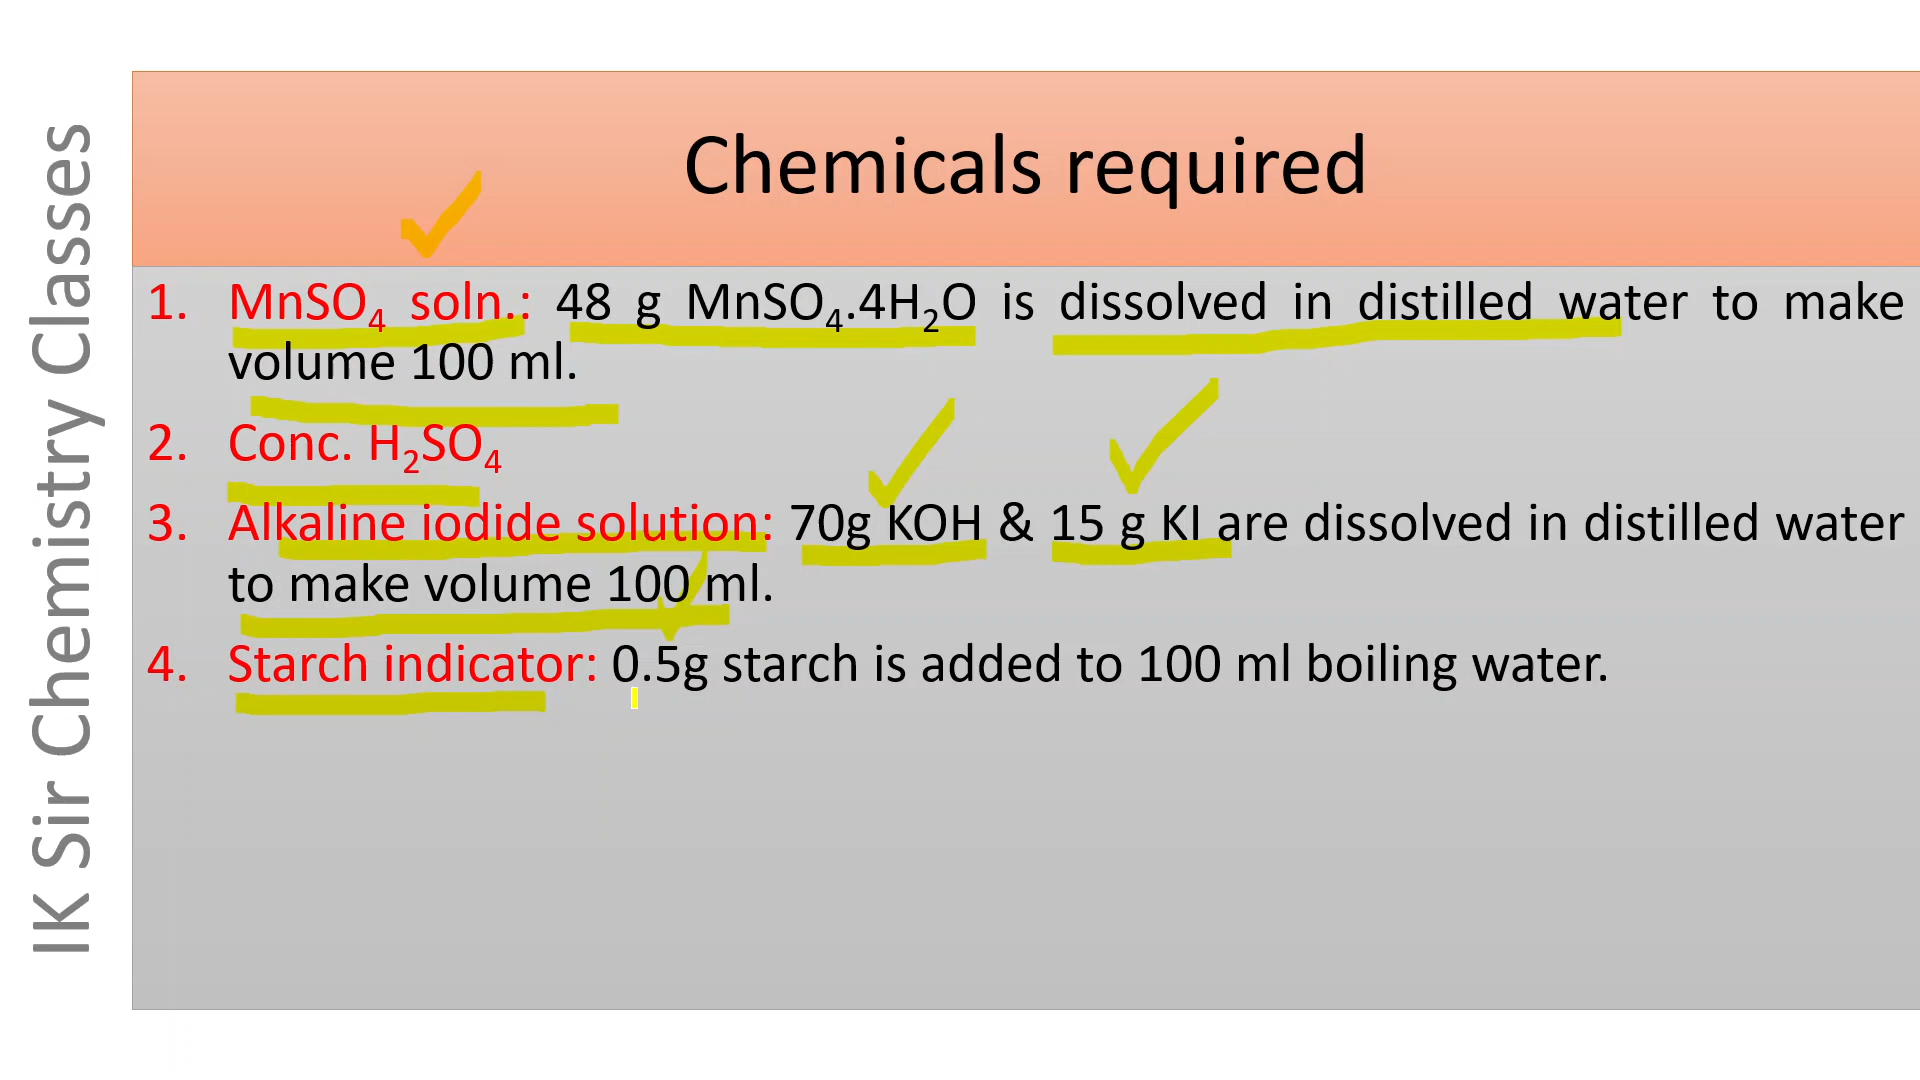 IK Sir Chemistry Classes
Chemicals required
1. MnSO₄ soln.: 48 g MnSO₄.4H₂O is dissolved in distilled water to make
volume 100 ml.
2. Conc. H₂SO₄
3. Alkaline iodide solution: 70g KOH & 15 g KI are dissolved in distilled water
to make volume 100 ml.
4. Starch indicator: 0.5g starch is added to 100 ml boiling water.